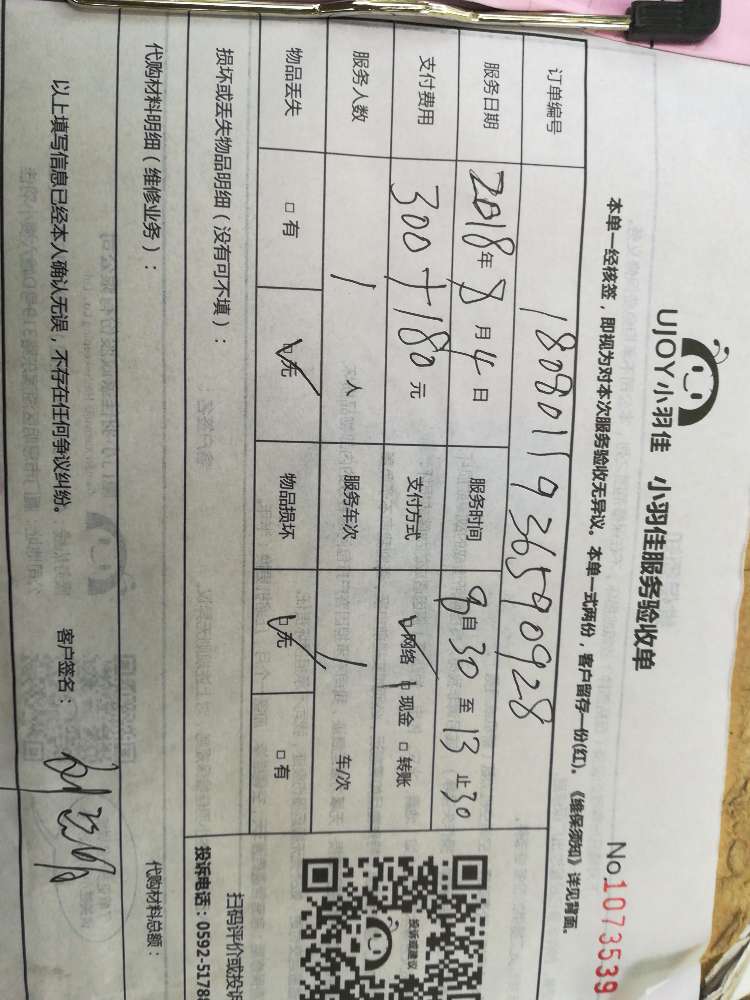 UJOY小羽佳 小羽佳服务验收单
No1073539
本单一经核签，即视为对本次服务验收无异议。本单一式两份，客户留存一份(红)。《维保须知》详见背面。
订单编号 180801193659 0928
服务日期 2018年8月4日 服务时间 8自30至13止30
支付费用 300+180元 支付方式 网络 现金 □转账
服务人数 1人 服务车次 1 车/次
物品丢失 □有 □无 物品损坏 □无 □有
损坏或丢失物品明细（没有可不填）：
代购材料明细（维修业务）：
代购材料总额：
以上填写信息已经本人确认无误，不存在任何争议纠纷。 客户签名：
投诉或建议
扫码评价或投诉
投诉电话：0592-5178